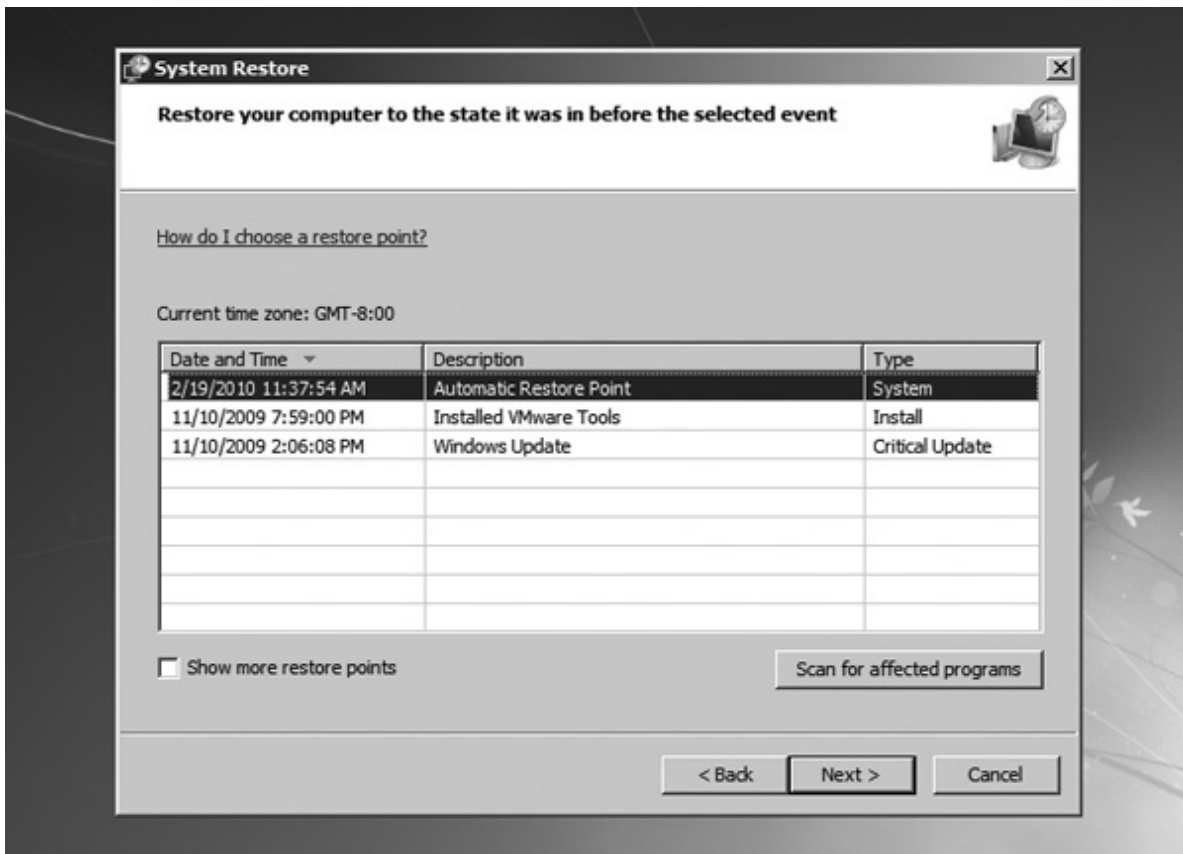 System Restore
Restore your computer to the state it was in before the selected event
How do I choose a restore point?
Current time zone: GMT-8:00
Date and Time Description Type
2/19/2010 11:37:54 AM Automatic Restore Point System
11/10/2009 7:59:00 PM Installed VMware Tools Install
11/10/2009 2:06:08 PM Windows Update Critical Update
Show more restore points Scan for affected programs
< Back Next > Cancel